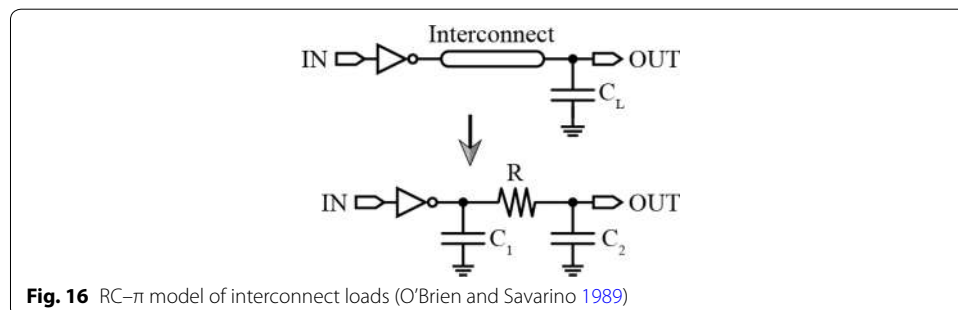 Interconnect
IN OUT
C_L
R
IN OUT
C_1 C_2
Fig. 16 RC–π model of interconnect loads (O’Brien and Savarino 1989)